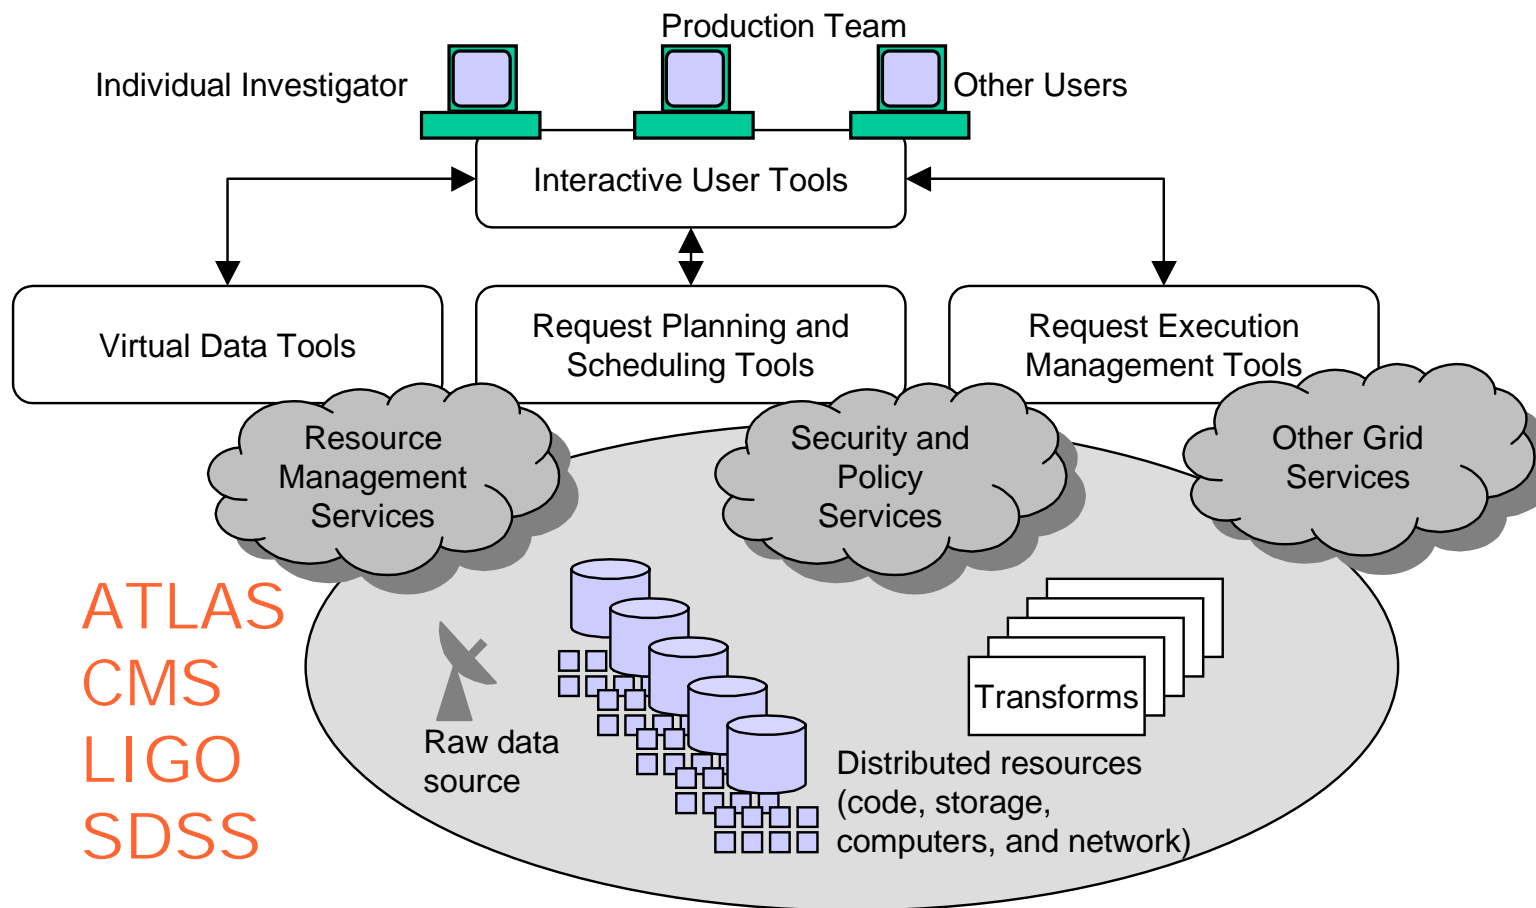 Production Team
Individual Investigator
Other Users
Interactive User Tools
Virtual Data Tools
Request Planning and
Scheduling Tools
Request Execution
Management Tools
Resource
Management
Services
Security and
Policy
Services
Other Grid
Services
ATLAS
CMS
LIGO
SDSS
Raw data
source
Transforms
Distributed resources
(code, storage,
computers, and network)